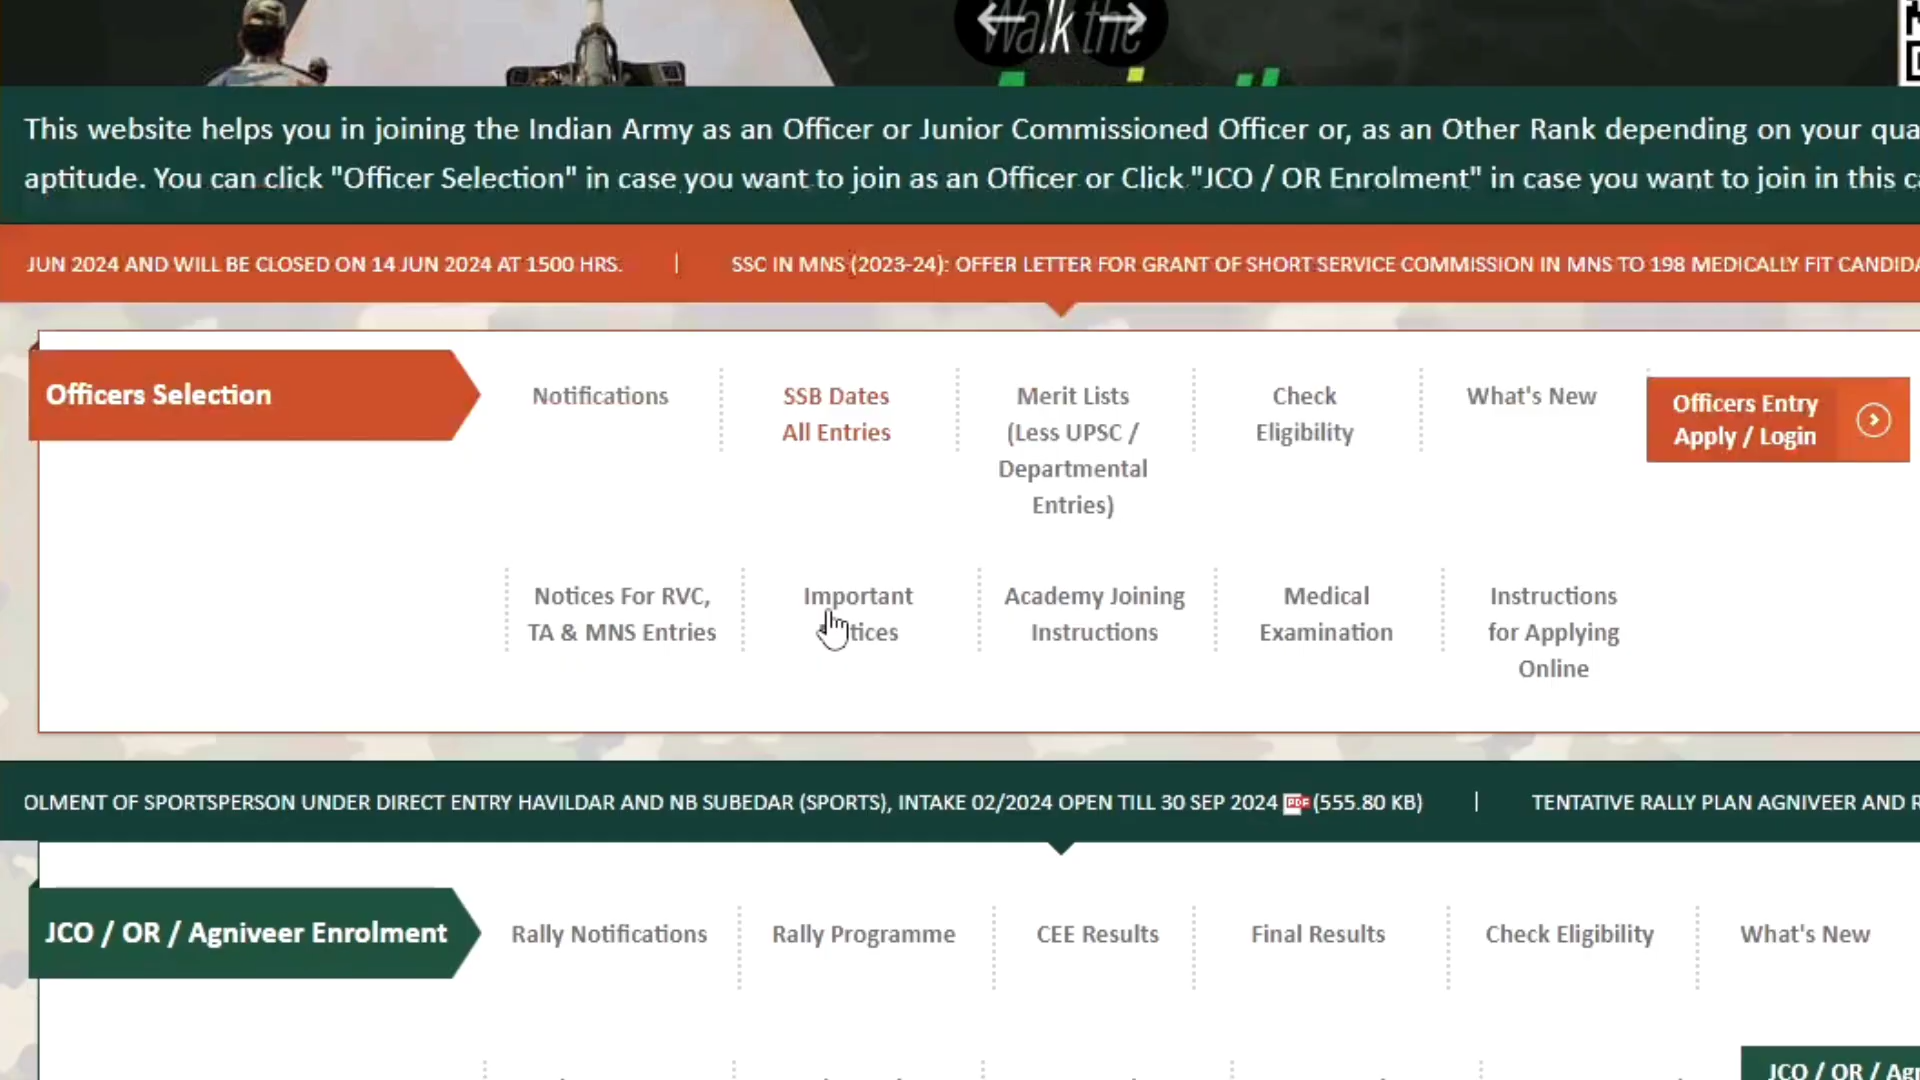 Walk the
This website helps you in joining the Indian Army as an Officer or Junior Commissioned Officer or, as an Other Rank depending on your qua
aptitude. You can click "Officer Selection" in case you want to join as an Officer or Click "JCO / OR Enrolment" in case you want to join in this ca
JUN 2024 AND WILL BE CLOSED ON 14 JUN 2024 AT 1500 HRS. | SSC IN MNS (2023-24): OFFER LETTER FOR GRANT OF SHORT SERVICE COMMISSION IN MNS TO 198 MEDICALLY FIT CANDIDA
Officers Selection
Notifications
SSB Dates
All Entries
Merit Lists
(Less UPSC /
Departmental
Entries)
Check
Eligibility
What's New
Officers Entry
Apply / Login
Notices For RVC,
TA & MNS Entries
Important
tices
Academy Joining
Instructions
Medical
Examination
Instructions
for Applying
Online
OLMENT OF SPORTSPERSON UNDER DIRECT ENTRY HAVILDAR AND NB SUBEDAR (SPORTS), INTAKE 02/2024 OPEN TILL 30 SEP 2024 PDF (555.80 KB) | TENTATIVE RALLY PLAN AGNIVEER AND R
JCO / OR / Agniveer Enrolment
Rally Notifications
Rally Programme
CEE Results
Final Results
Check Eligibility
What's New
JCO / OR / Agn